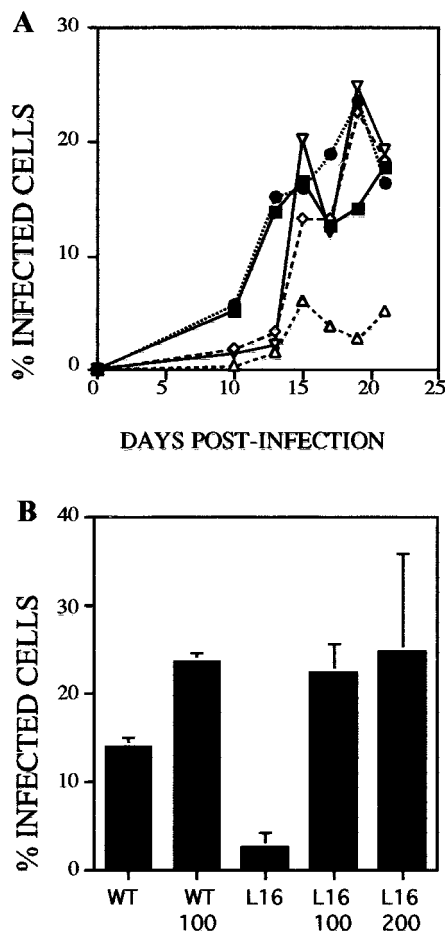 A
30
20
10
0
% INFECTED CELLS
0 10 15 20 25
DAYS POST-INFECTION
B
40
30
20
10
0
% INFECTED CELLS
WT WT L16 L16 L16
100 100 200